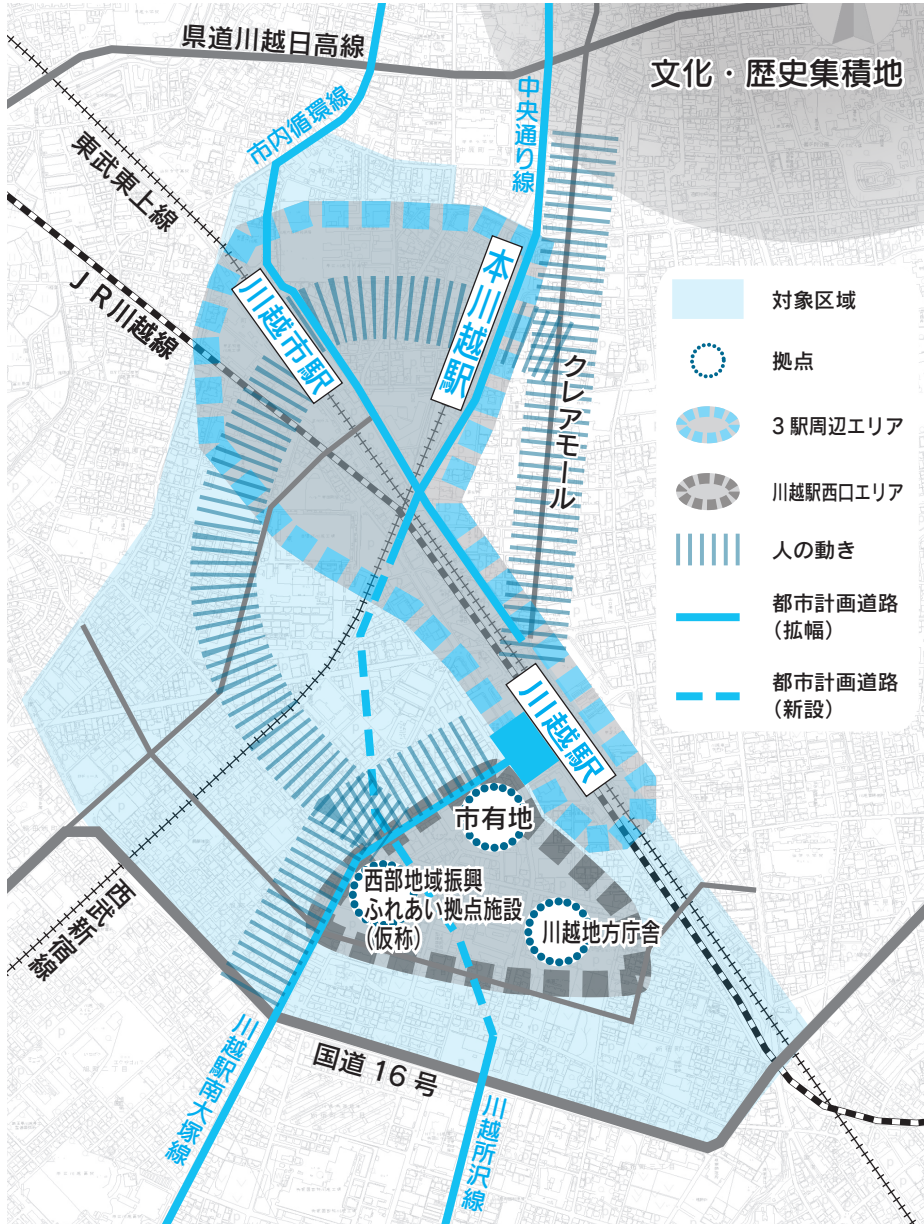 県道川越日高線
文化・歴史集積地
中央通り線
市内循環線
東武東上線
JR川越線
本川越駅
川越市駅
クレアモール
対象区域
拠点
3駅周辺エリア
川越駅西口エリア
人の動き
都市計画道路
(拡幅)
都市計画道路
(新設)
川越駅
市有地
西部地域振興
ふれあい拠点施設
(仮称)
川越地方庁舎
西武新宿線
川越駅南大塚線
国道16号
川越所沢線